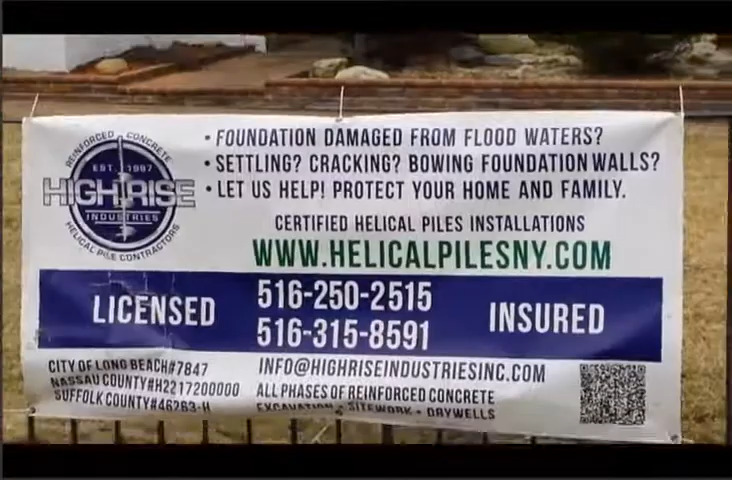 REINFORCED CONCRETE
EST. 1997
HIGHRISE
INDUSTRIES
HELICAL PILE CONTRACTORS
• FOUNDATION DAMAGED FROM FLOOD WATERS?
• SETTLING? CRACKING? BOWING FOUNDATION WALLS?
• LET US HELP! PROTECT YOUR HOME AND FAMILY.
CERTIFIED HELICAL PILES INSTALLATIONS
WWW.HELICALPILESNY.COM
LICENSED
516-250-2515
516-315-8591
INSURED
CITY OF LONG BEACH#7847
NASSAU COUNTY#H2217200000
SUFFOLK COUNTY#46263-H
INFO@HIGHRISEINDUSTRIESINC.COM
ALL PHASES OF REINFORCED CONCRETE
EXCAVATION - SITEWORK - DRYWELLS